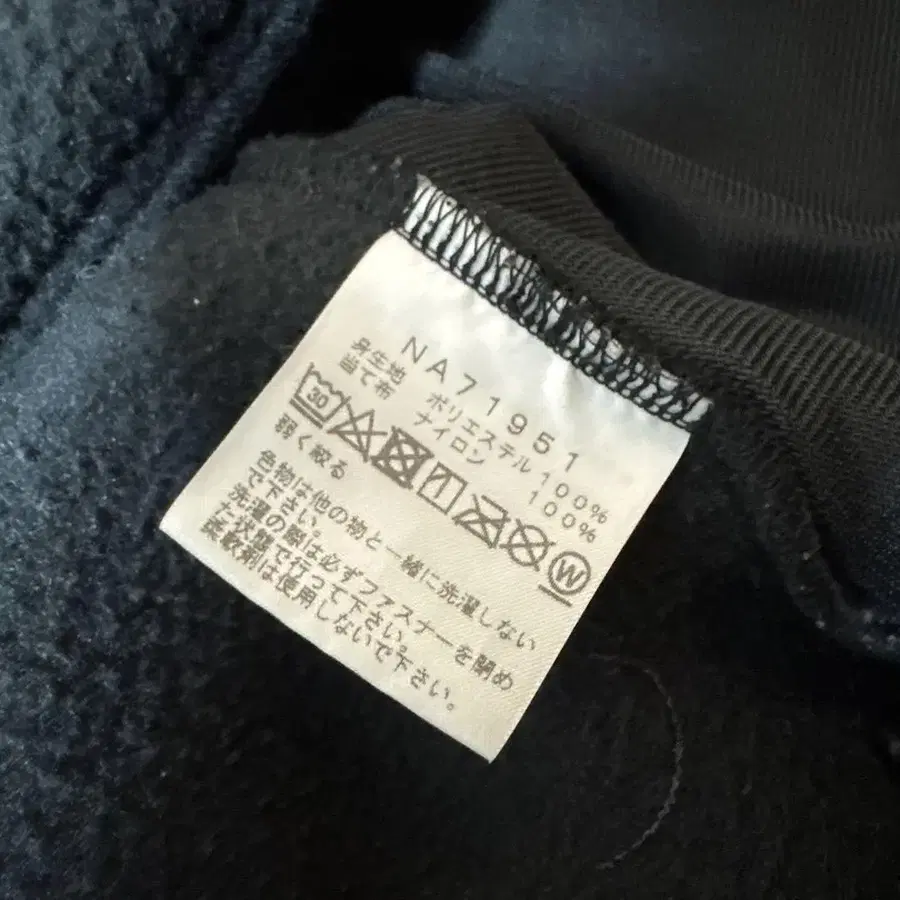 NA71951
身生地 ポリエステル 100%
当て布 ナイロン 100%
30 W
弱く絞る
色物は他の物と一緒に洗濯しない
で下さい。
洗濯の際は必ずファスナーを閉め
た状態で行って下さい。
柔軟剤は使用しないで下さい。